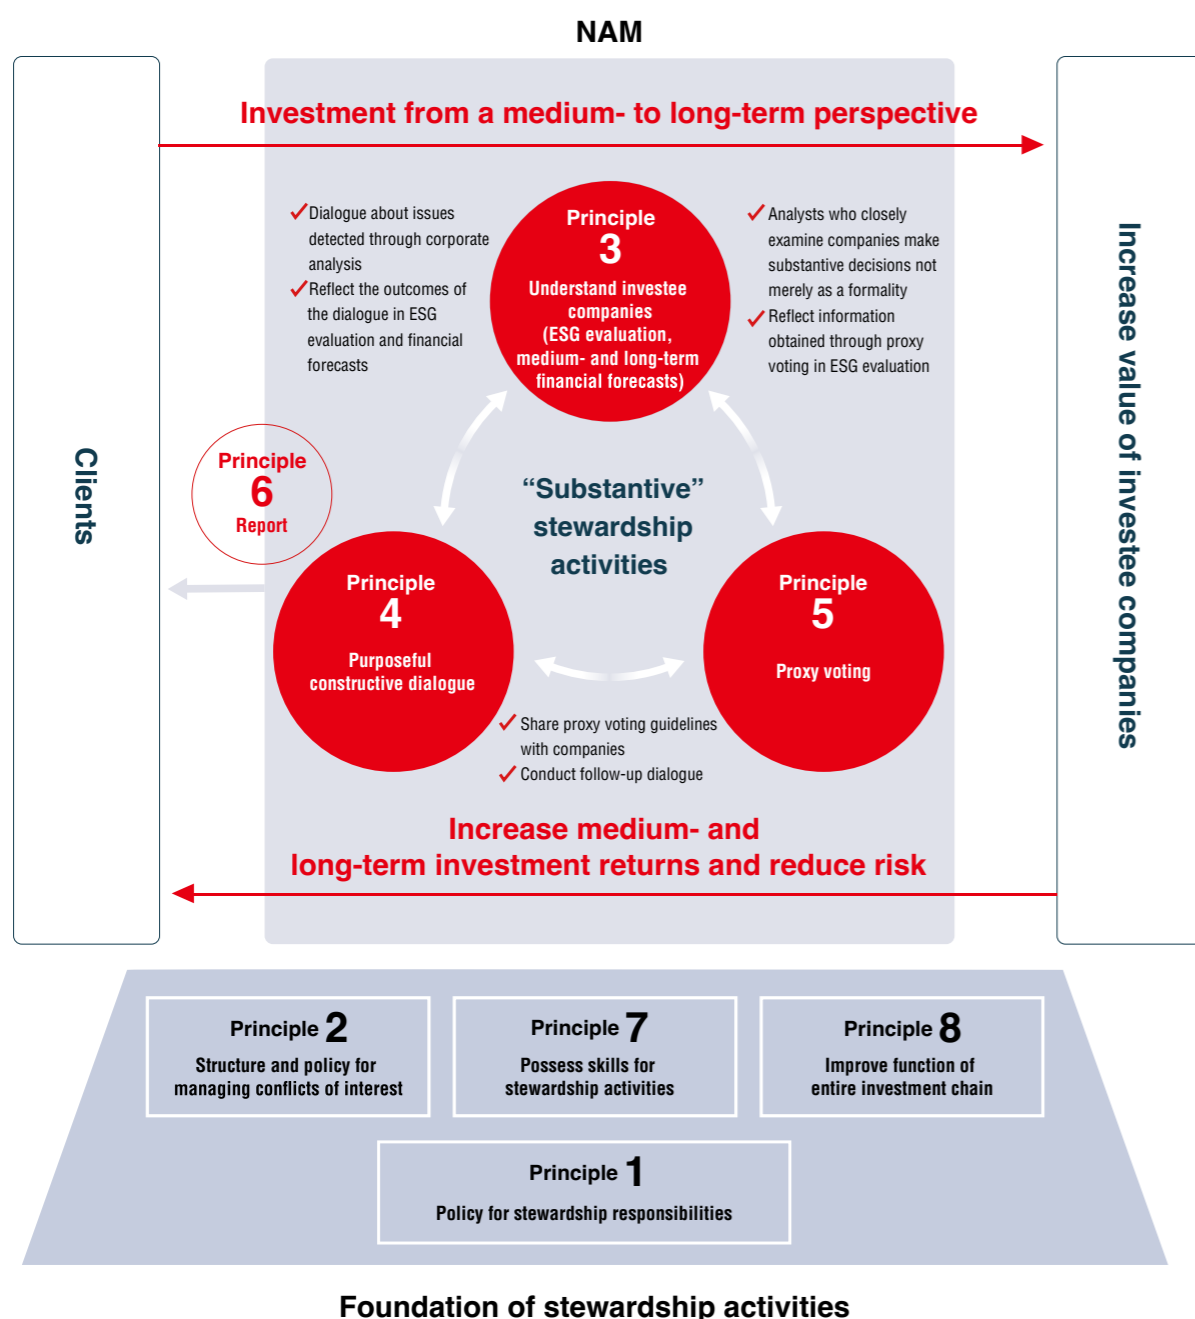 NAM
Investment from a medium- to long-term perspective
Clients
Dialogue about issues
detected through corporate
analysis
Reflect the outcomes of
the dialogue in ESG
evaluation and financial
forecasts
Principle
3
Understand investee
companies
(ESG evaluation,
medium- and long-term
financial forecasts)
Analysts who closely
examine companies make
substantive decisions not
merely as a formality
Reflect information
obtained through proxy
voting in ESG evaluation
Increase value of investee companies
Principle
6
Report
“Substantive”
stewardship
activities
Principle
4
Purposeful
constructive dialogue
Principle
5
Proxy voting
Share proxy voting guidelines
with companies
Conduct follow-up dialogue
Increase medium- and
long-term investment returns and reduce risk
Principle 2
Structure and policy for
managing conflicts of interest
Principle 7
Possess skills for
stewardship activities
Principle 8
Improve function of
entire investment chain
Principle 1
Policy for stewardship responsibilities
Foundation of stewardship activities